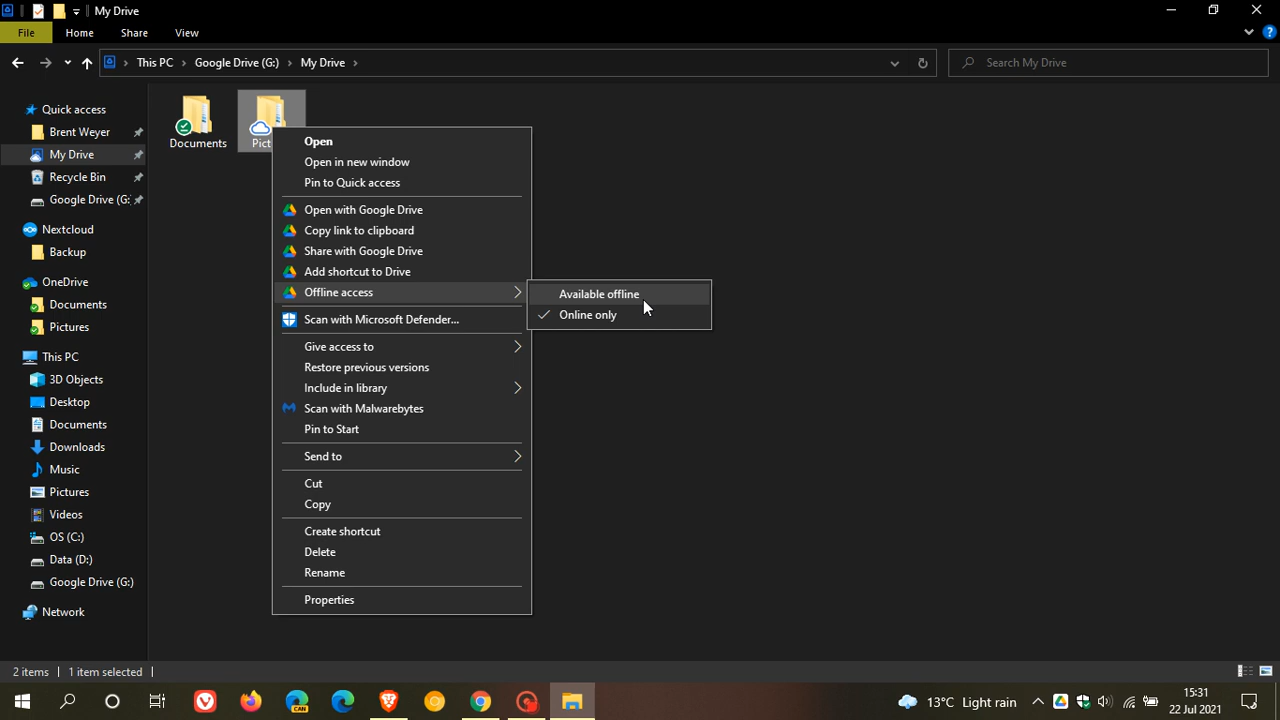 My Drive
File
Home
Share
View
This PC
Google Drive (G:)
My Drive
Search My Drive
Quick access
Brent Weyer
My Drive
Recycle Bin
Google Drive (G:
Nextcloud
Backup
OneDrive
Documents
Pictures
This PC
3D Objects
Desktop
Documents
Downloads
Music
Pictures
Videos
OS (C:)
Data (D:)
Google Drive (G:)
Network
Documents
Pict
Open
Open in new window
Pin to Quick access
Open with Google Drive
Copy link to clipboard
Share with Google Drive
Add shortcut to Drive
Offline access
Scan with Microsoft Defender...
Give access to
Restore previous versions
Include in library
Scan with Malwarebytes
Pin to Start
Send to
Cut
Copy
Create shortcut
Delete
Rename
Properties
Available offline
Online only
2 items
1 item selected
CAN
13°C Light rain
15:31
22 Jul 2021